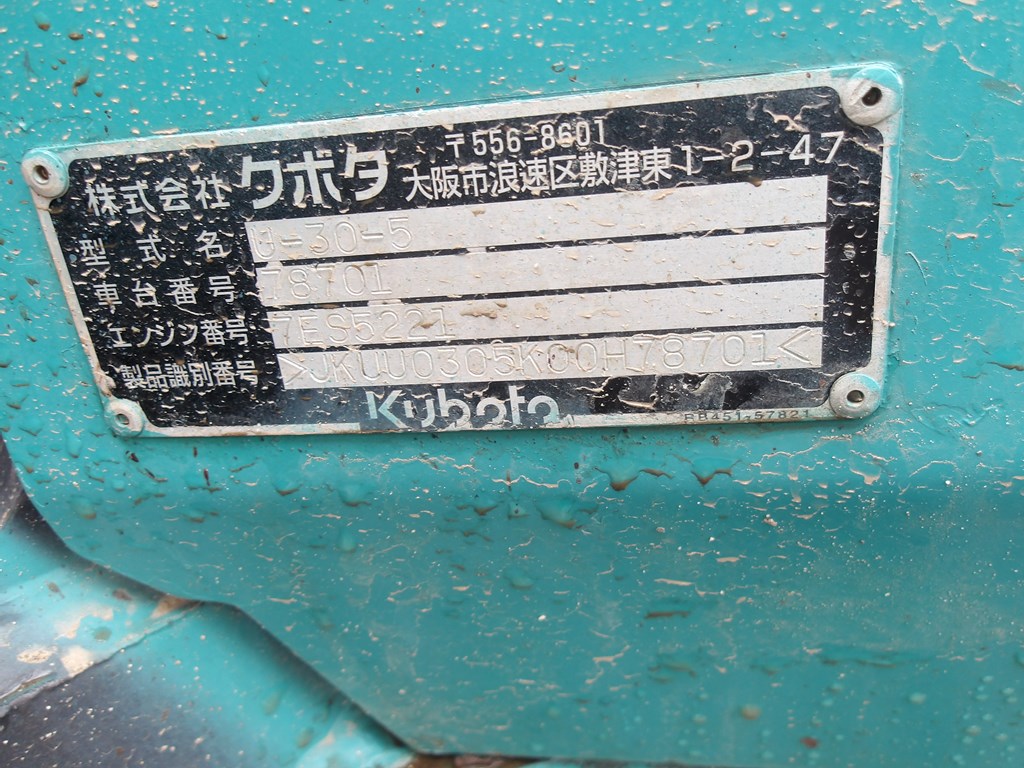 〒556-8601
株式会社 クボタ 大阪市浪速区敷津東1-2-47
型式名 U-30-5
車台番号 78701
エンジン番号 7ES5221
製品識別番号 >JKUU0305K00H78701<
Kubota
RB451-57821